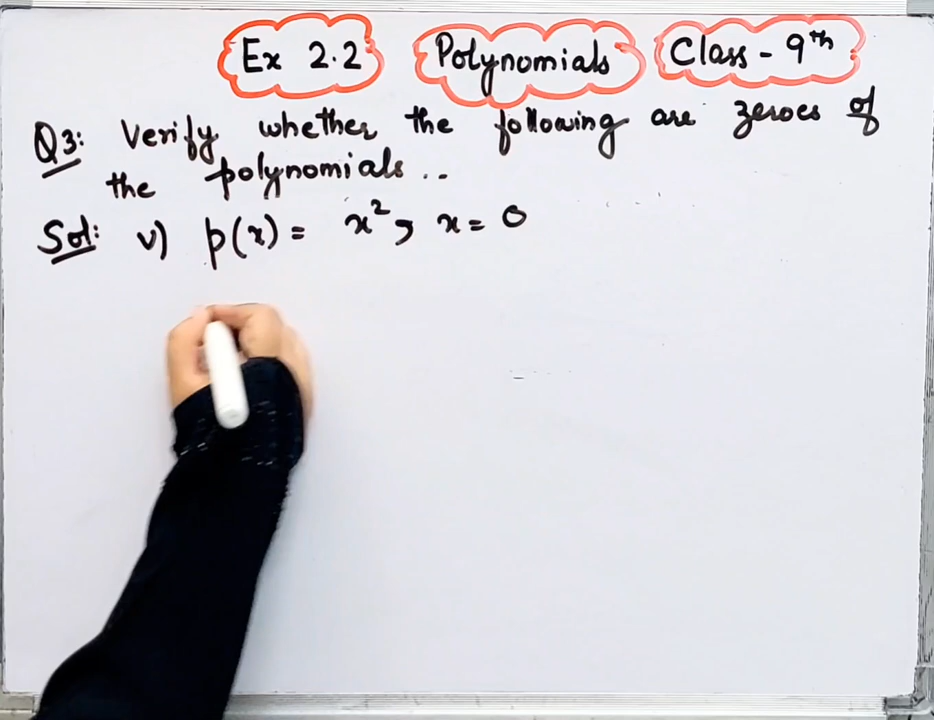 Ex 2.2 Polynomials Class - 9th
Q3: Verify whether the following are zeroes of
the polynomials..
Sol: v) p(x) = x², x = 0